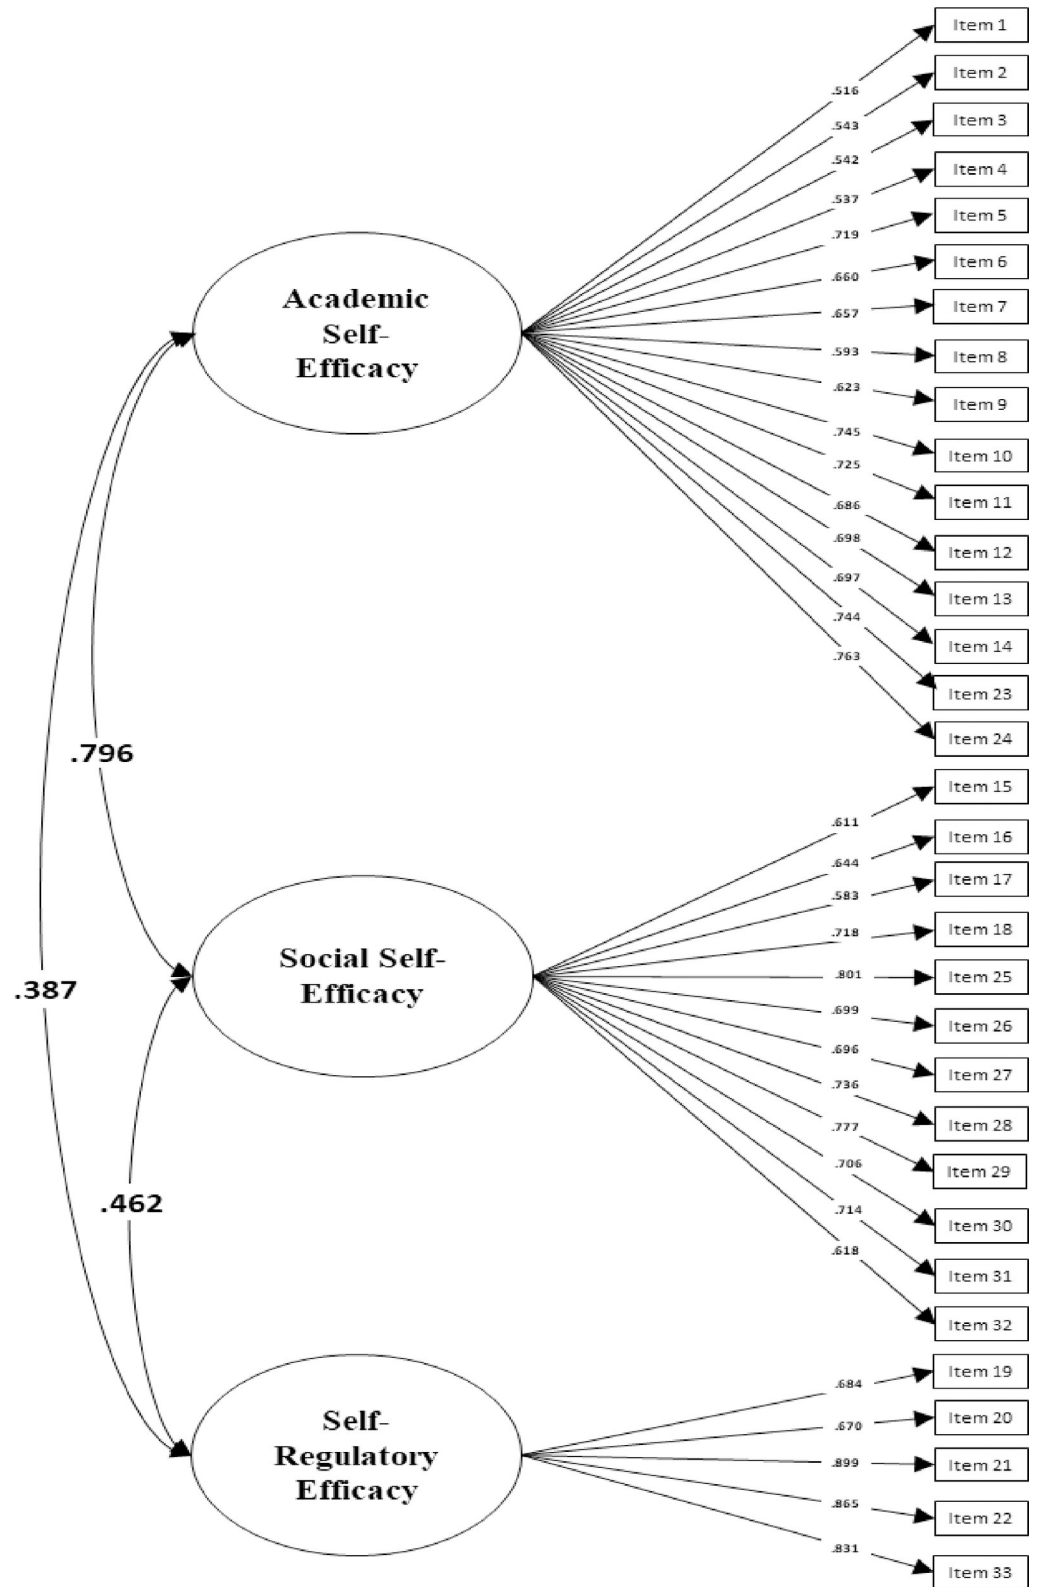 Item 1
Item 2
Item 3
Item 4
Item 5
Item 6
Item 7
Item 8
Item 9
Item 10
Item 11
Item 12
Item 13
Item 14
Item 23
Item 24
.516
.543
.542
.537
.719
.660
.657
.593
.623
.745
.725
.686
.698
.697
.744
.763
Academic
Self-
Efficacy
.796
.387
.462
Item 15
Item 16
Item 17
Item 18
Item 25
Item 26
Item 27
Item 28
Item 29
Item 30
Item 31
Item 32
.611
.644
.583
.718
.801
.699
.696
.736
.777
.706
.714
.618
Social Self-
Efficacy
Item 19
Item 20
Item 21
Item 22
Item 33
.684
.670
.899
.865
.831
Self-
Regulatory
Efficacy